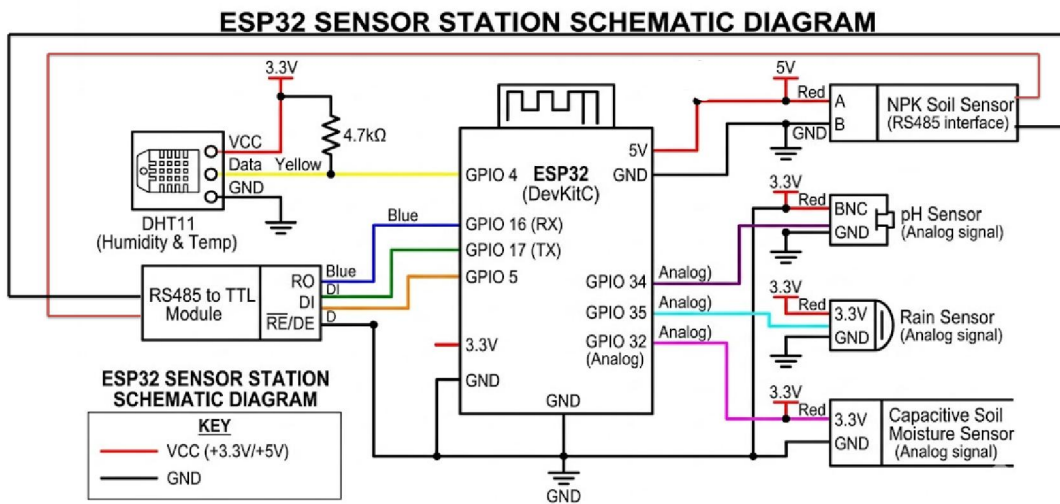 ESP32 SENSOR STATION SCHEMATIC DIAGRAM
3.3V
4.7kΩ
VCC
Data Yellow
GND
DHT11
(Humidity & Temp)
Blue
RS485 to TTL
Module
RO
DI
RE/DE
Blue
DI
D
ESP32
(DevKitC)
GPIO 4
GPIO 16 (RX)
GPIO 17 (TX)
GPIO 5
3.3V
GND
5V
GND
GPIO 34
GPIO 35
GPIO 32
(Analog)
GND
GND
Analog)
Analog)
Analog)
5V
Red
GND
A
B
NPK Soil Sensor
(RS485 interface)
3.3V
Red
BNC
GND
pH Sensor
(Analog signal)
3.3V
Red
3.3V
GND
Rain Sensor
(Analog signal)
3.3V
Red
3.3V
GND
Capacitive Soil
Moisture Sensor
(Analog signal)
ESP32 SENSOR STATION
SCHEMATIC DIAGRAM
KEY
VCC (+3.3V/+5V)
GND